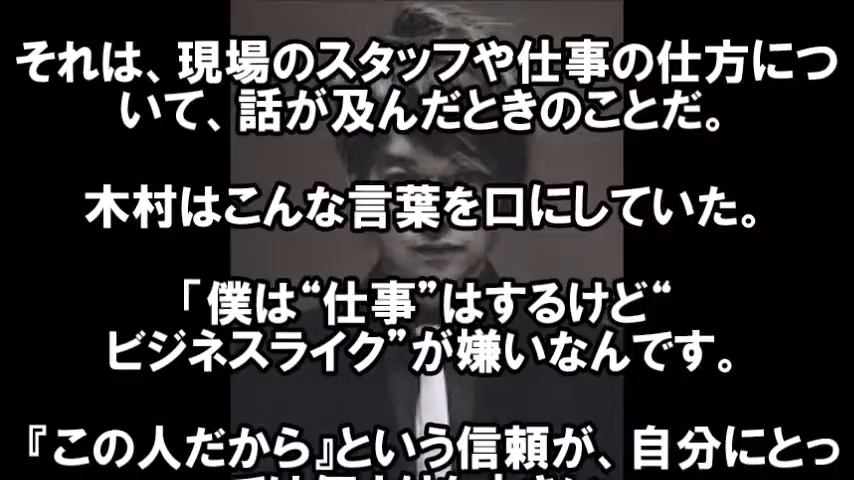 それは、現場のスタッフや仕事の仕方につ
いて、話が及んだときのことだ。
木村はこんな言葉を口にしていた。
「僕は“仕事”はするけど“
ビジネスライク”が嫌いなんです。
『この人だから』という信頼が、自分にとっ